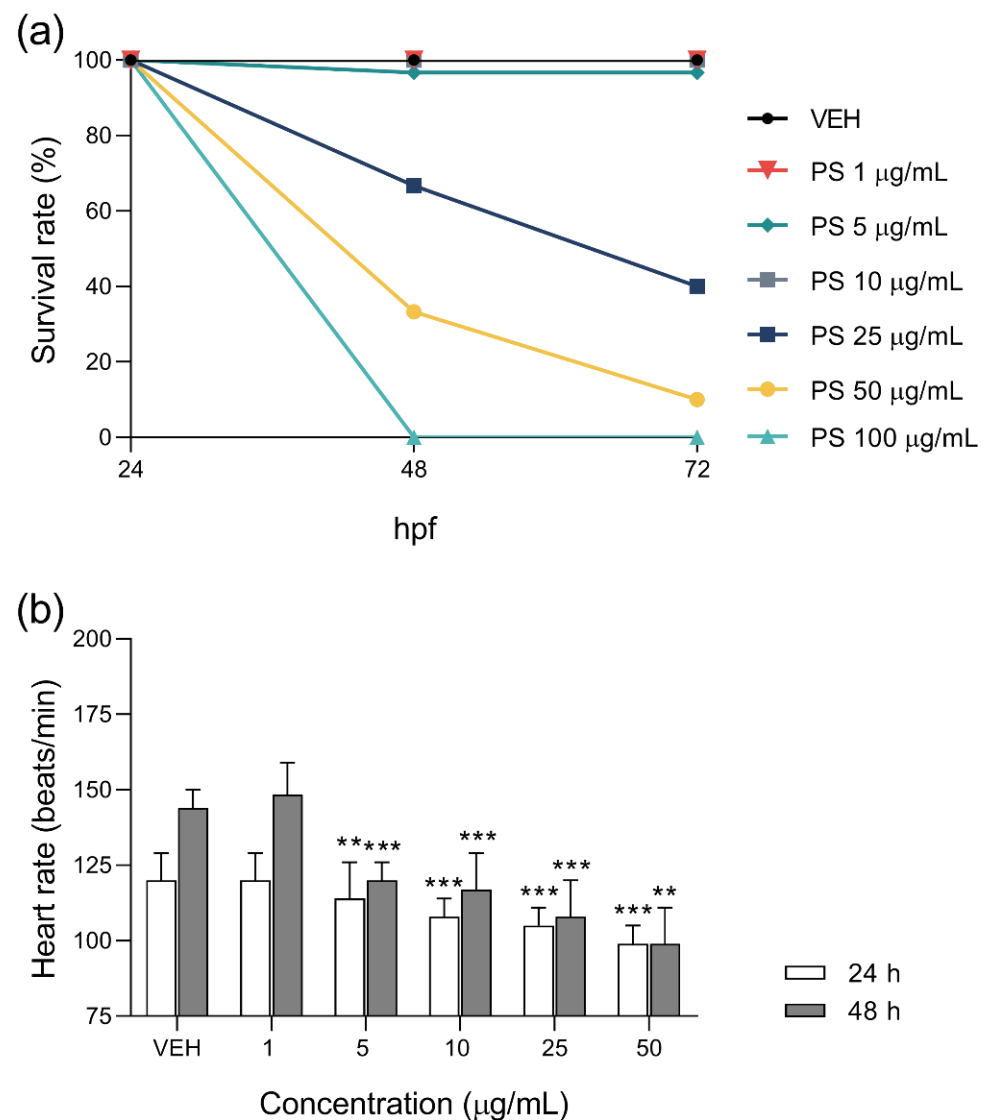 (a)
100
80
60
40
20
0
Survival rate (%)
24 48 72
hpf
VEH
PS 1 μg/mL
PS 5 μg/mL
PS 10 μg/mL
PS 25 μg/mL
PS 50 μg/mL
PS 100 μg/mL
(b)
200
175
150
125
100
75
Heart rate (beats/min)
** *** *** *** *** *** *** **
VEH 1 5 10 25 50
Concentration (μg/mL)
24 h
48 h